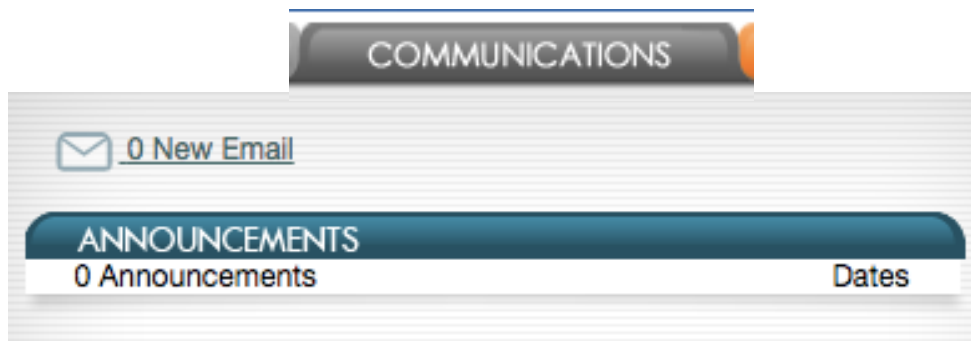 COMMUNICATIONS
0 New Email
ANNOUNCEMENTS
0 Announcements Dates